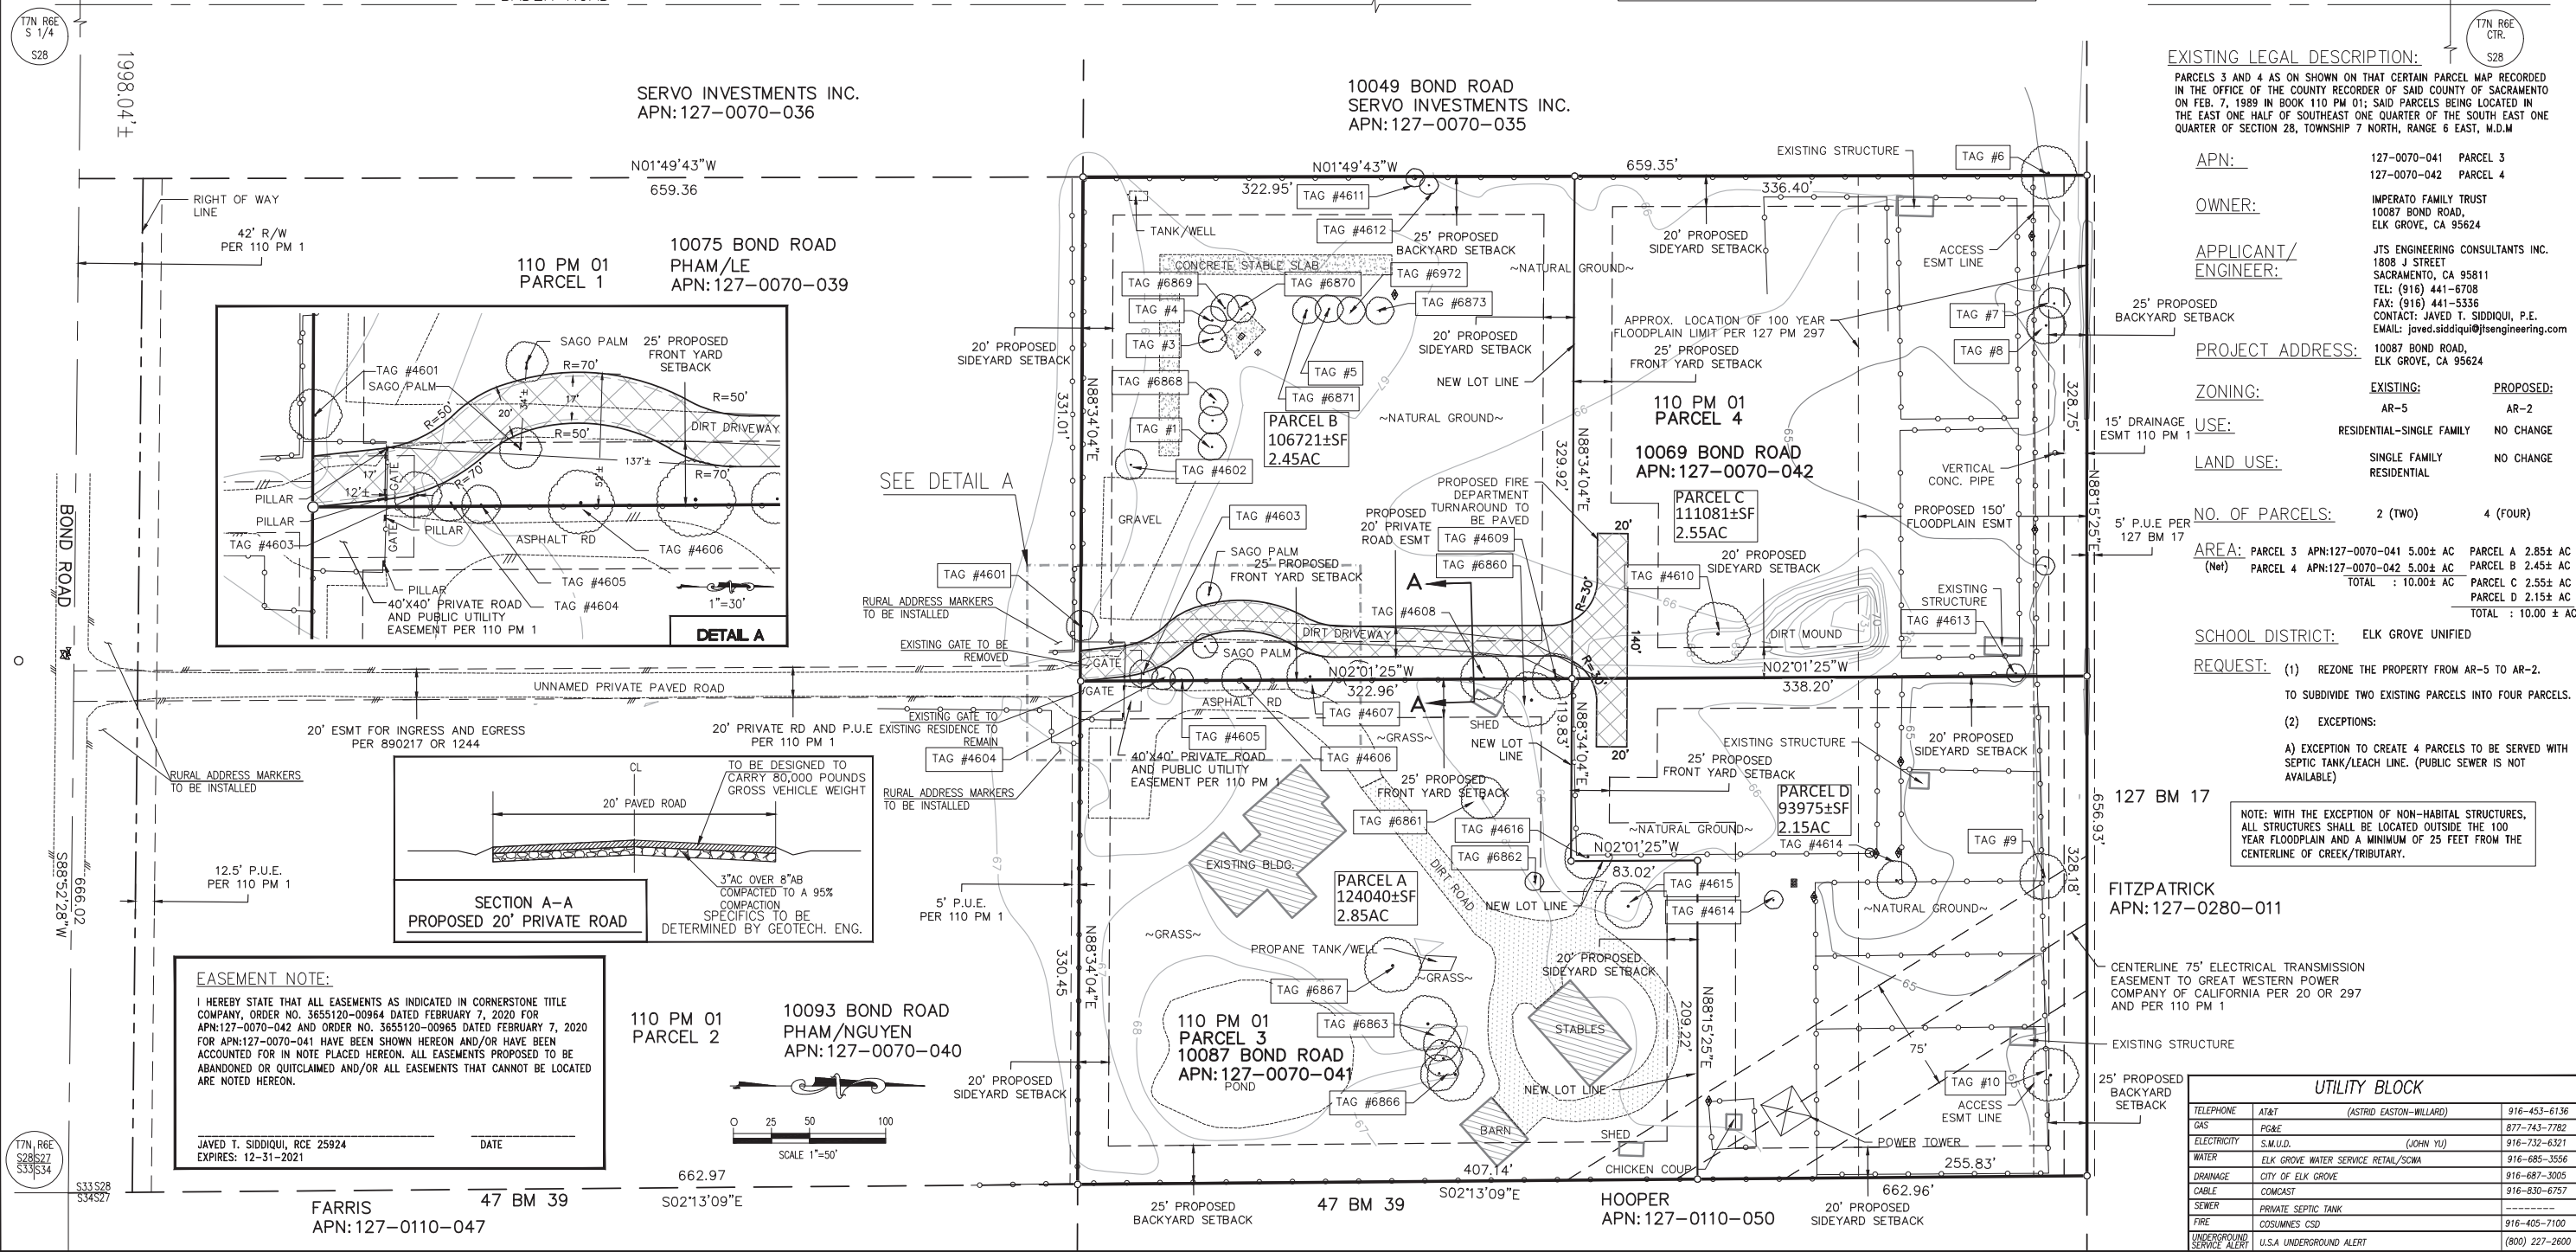 T7N R6E
S 1/4
S28
T7N R6E
CTR.
S28
1998.04'±
SERVO INVESTMENTS INC.
APN:127-0070-036
10049 BOND ROAD
SERVO INVESTMENTS INC.
APN:127-0070-035
EXISTING LEGAL DESCRIPTION:
PARCELS 3 AND 4 AS ON SHOWN ON THAT CERTAIN PARCEL MAP RECORDED
IN THE OFFICE OF THE COUNTY RECORDER OF SAID COUNTY OF SACRAMENTO
ON FEB. 7, 1989 IN BOOK 110 PM 01; SAID PARCELS BEING LOCATED IN
THE EAST ONE HALF OF SOUTHEAST ONE QUARTER OF THE SOUTH EAST ONE
QUARTER OF SECTION 28, TOWNSHIP 7 NORTH, RANGE 6 EAST, M.D.M
APN:
127-0070-041 PARCEL 3
127-0070-042 PARCEL 4
OWNER:
IMPERATO FAMILY TRUST
10087 BOND ROAD,
ELK GROVE, CA 95624
APPLICANT/
ENGINEER:
JTS ENGINEERING CONSULTANTS INC.
1808 J STREET
SACRAMENTO, CA 95811
TEL: (916) 441-6708
FAX: (916) 441-5336
CONTACT: JAVED T. SIDDIQUI, P.E.
EMAIL: javed.siddiqui@jtsengineering.com
PROJECT ADDRESS:
10087 BOND ROAD,
ELK GROVE, CA 95624
ZONING:
EXISTING: PROPOSED:
AR-5 AR-2
USE:
RESIDENTIAL-SINGLE FAMILY NO CHANGE
LAND USE:
SINGLE FAMILY NO CHANGE
RESIDENTIAL
NO. OF PARCELS: 2 (TWO) 4 (FOUR)
AREA: PARCEL 3 APN:127-0070-041 5.00± AC PARCEL A 2.85± AC
(Net) PARCEL 4 APN:127-0070-042 5.00± AC PARCEL B 2.45± AC
TOTAL : 10.00± AC PARCEL C 2.55± AC
PARCEL D 2.15± AC
TOTAL : 10.00 ± AC
SCHOOL DISTRICT: ELK GROVE UNIFIED
REQUEST: (1) REZONE THE PROPERTY FROM AR-5 TO AR-2.
TO SUBDIVIDE TWO EXISTING PARCELS INTO FOUR PARCELS.
(2) EXCEPTIONS:
A) EXCEPTION TO CREATE 4 PARCELS TO BE SERVED WITH
SEPTIC TANK/LEACH LINE. (PUBLIC SEWER IS NOT
AVAILABLE)
NOTE: WITH THE EXCEPTION OF NON-HABITAL STRUCTURES,
ALL STRUCTURES SHALL BE LOCATED OUTSIDE THE 100
YEAR FLOODPLAIN AND A MINIMUM OF 25 FEET FROM THE
CENTERLINE OF CREEK/TRIBUTARY.
N01°49'43"W
659.36
RIGHT OF WAY
LINE
42' R/W
PER 110 PM 1
110 PM 01
PARCEL 1
10075 BOND ROAD
PHAM/LE
APN:127-0070-039
SAGO PALM
25' PROPOSED
FRONT YARD
SETBACK
TAG #4601
SAGO PALM
R=70'
R=50'
R=50'
20'
34'±
17'
R=50'
DIRT DRIVEWAY
137'±
R=70'
R=70'
52'±
17'
12'±
GATE
GATE
PILLAR
PILLAR
PILLAR
PILLAR
TAG #4603
ASPHALT RD
TAG #4606
TAG #4605
TAG #4604
40'X40' PRIVATE ROAD
AND PUBLIC UTILITY
EASEMENT PER 110 PM 1
1"=30'
DETAIL A
BOND ROAD
S88°52'28"W
666.02
UNNAMED PRIVATE PAVED ROAD
20' ESMT FOR INGRESS AND EGRESS
PER 890217 OR 1244
20' PRIVATE RD AND P.U.E
PER 110 PM 1
RURAL ADDRESS MARKERS
TO BE INSTALLED
12.5' P.U.E.
PER 110 PM 1
CL
TO BE DESIGNED TO
CARRY 80,000 POUNDS
GROSS VEHICLE WEIGHT
20' PAVED ROAD
3"AC OVER 8"AB
COMPACTED TO A 95%
COMPACTION
SPECIFICS TO BE
DETERMINED BY GEOTECH. ENG.
SECTION A-A
PROPOSED 20' PRIVATE ROAD
EASEMENT NOTE:
I HEREBY STATE THAT ALL EASEMENTS AS INDICATED IN CORNERSTONE TITLE
COMPANY, ORDER NO. 3655120-00964 DATED FEBRUARY 7, 2020 FOR
APN:127-0070-042 AND ORDER NO. 3655120-00965 DATED FEBRUARY 7, 2020
FOR APN:127-0070-041 HAVE BEEN SHOWN HEREON AND/OR HAVE BEEN
ACCOUNTED FOR IN NOTE PLACED HEREON. ALL EASEMENTS PROPOSED TO BE
ABANDONED OR QUITCLAIMED AND/OR ALL EASEMENTS THAT CANNOT BE LOCATED
ARE NOTED HEREON.
JAVED T. SIDDIQUI, RCE 25924
EXPIRES: 12-31-2021
DATE
110 PM 01
PARCEL 2
10093 BOND ROAD
PHAM/NGUYEN
APN:127-0070-040
0 25 50 100
SCALE 1"=50'
T7N R6E
S28 S27
S33 S34
S33 S28
S34 S27
FARRIS
APN:127-0110-047
47 BM 39
662.97
S02°13'09"E
N01°49'43"W
659.35'
322.95'
336.40'
TAG #4611
TAG #4612
25' PROPOSED
BACKYARD SETBACK
TANK/WELL
CONCRETE STABLE SLAB
TAG #6972
TAG #6869
TAG #6870
TAG #6873
TAG #4
TAG #3
TAG #6868
TAG #5
TAG #6871
TAG #1
TAG #4602
~NATURAL GROUND~
20' PROPOSED
SIDEYARD SETBACK
20' PROPOSED
SIDEYARD SETBACK
NEW LOT LINE
PARCEL B
106721±SF
2.45AC
~NATURAL GROUND~
67
N88°34'04"E
331.01'
SEE DETAIL A
GRAVEL
TAG #4603
SAGO PALM
25' PROPOSED
FRONT YARD SETBACK
TAG #4601
RURAL ADDRESS MARKERS
TO BE INSTALLED
EXISTING GATE TO BE
REMOVED
GATE
GATE
SAGO PALM
DIRT DRIVEWAY
PROPOSED
20' PRIVATE
ROAD ESMT
PROPOSED FIRE
DEPARTMENT
TURNAROUND TO
BE PAVED
TAG #4609
TAG #6860
A
A
TAG #4608
329.92'
N88°34'04"E
R=30'
R=30'
20'
140'
20'
N02°01'25"W
322.96'
ASPHALT RD
TAG #4607
TAG #4605
TAG #4606
TAG #4604
EXISTING GATE TO
EXISTING RESIDENCE TO
REMAIN
RURAL ADDRESS MARKERS
TO BE INSTALLED
40'X40' PRIVATE ROAD
AND PUBLIC UTILITY
EASEMENT PER 110 PM 1
~GRASS~
SHED
NEW LOT
LINE
119.83'
N88°34'04"E
25' PROPOSED
FRONT YARD SETBACK
TAG #6861
TAG #4616
TAG #6862
EXISTING BLDG.
DIRT ROAD
PARCEL A
124040±SF
2.85AC
NEW LOT LINE
N02°01'25"W
83.02'
TAG #4615
TAG #4614
5' P.U.E.
PER 110 PM 1
67
~GRASS~
PROPANE TANK/WELL
~GRASS~
20' PROPOSED
SIDEYARD SETBACK
TAG #6867
TAG #6863
TAG #6866
STABLES
BARN
NEW LOT LINE
209.22'
N88°15'25"E
110 PM 01
PARCEL 3
10087 BOND ROAD
APN:127-0070-041
POND
68
67
N88°34'04"E
330.45
20' PROPOSED
SIDEYARD SETBACK
25' PROPOSED
BACKYARD SETBACK
47 BM 39
407.14'
S02°13'09"E
SHED
CHICKEN COUP
POWER TOWER
HOOPER
APN:127-0110-050
255.83'
662.96'
20' PROPOSED
SIDEYARD SETBACK
EXISTING STRUCTURE
TAG #6
20' PROPOSED
SIDEYARD SETBACK
66
ACCESS
ESMT LINE
TAG #7
TAG #8
25' PROPOSED
BACKYARD SETBACK
APPROX. LOCATION OF 100 YEAR
FLOODPLAIN LIMIT PER 127 PM 297
25' PROPOSED
FRONT YARD SETBACK
110 PM 01
PARCEL 4
10069 BOND ROAD
APN:127-0070-042
66
65
PARCEL C
111081±SF
2.55AC
VERTICAL
CONC. PIPE
PROPOSED 150'
FLOODPLAIN ESMT
328.75'
15' DRAINAGE
ESMT 110 PM 1
N88°15'25"E
5' P.U.E PER
127 BM 17
20' PROPOSED
SIDEYARD SETBACK
TAG #4610
66
DIRT MOUND
70
EXISTING
STRUCTURE
TAG #4613
N02°01'25"W
338.20'
EXISTING STRUCTURE
20' PROPOSED
SIDEYARD SETBACK
65
25' PROPOSED
FRONT YARD SETBACK
66
PARCEL D
93975±SF
2.15AC
~NATURAL GROUND~
TAG #4614
TAG #9
127 BM 17
656.93'
328.18'
FITZPATRICK
APN:127-0280-011
~NATURAL GROUND~
65
CENTERLINE 75' ELECTRICAL TRANSMISSION
EASEMENT TO GREAT WESTERN POWER
COMPANY OF CALIFORNIA PER 20 OR 297
AND PER 110 PM 1
75'
EXISTING STRUCTURE
TAG #10
ACCESS
ESMT LINE
25' PROPOSED
BACKYARD
SETBACK
UTILITY BLOCK
TELEPHONE AT&T (ASTRID EASTON-WILLARD) 916-453-6136
GAS PG&E 877-743-7782
ELECTRICITY S.M.U.D. (JOHN YU) 916-732-6321
WATER ELK GROVE WATER SERVICE RETAIL/SCWA 916-685-3556
DRAINAGE CITY OF ELK GROVE 916-687-3005
CABLE COMCAST 916-830-6757
SEWER PRIVATE SEPTIC TANK --------
FIRE COSUMNES CSD 916-405-7100
UNDERGROUND SERVICE ALERT U.S.A UNDERGROUND ALERT (800) 227-2600